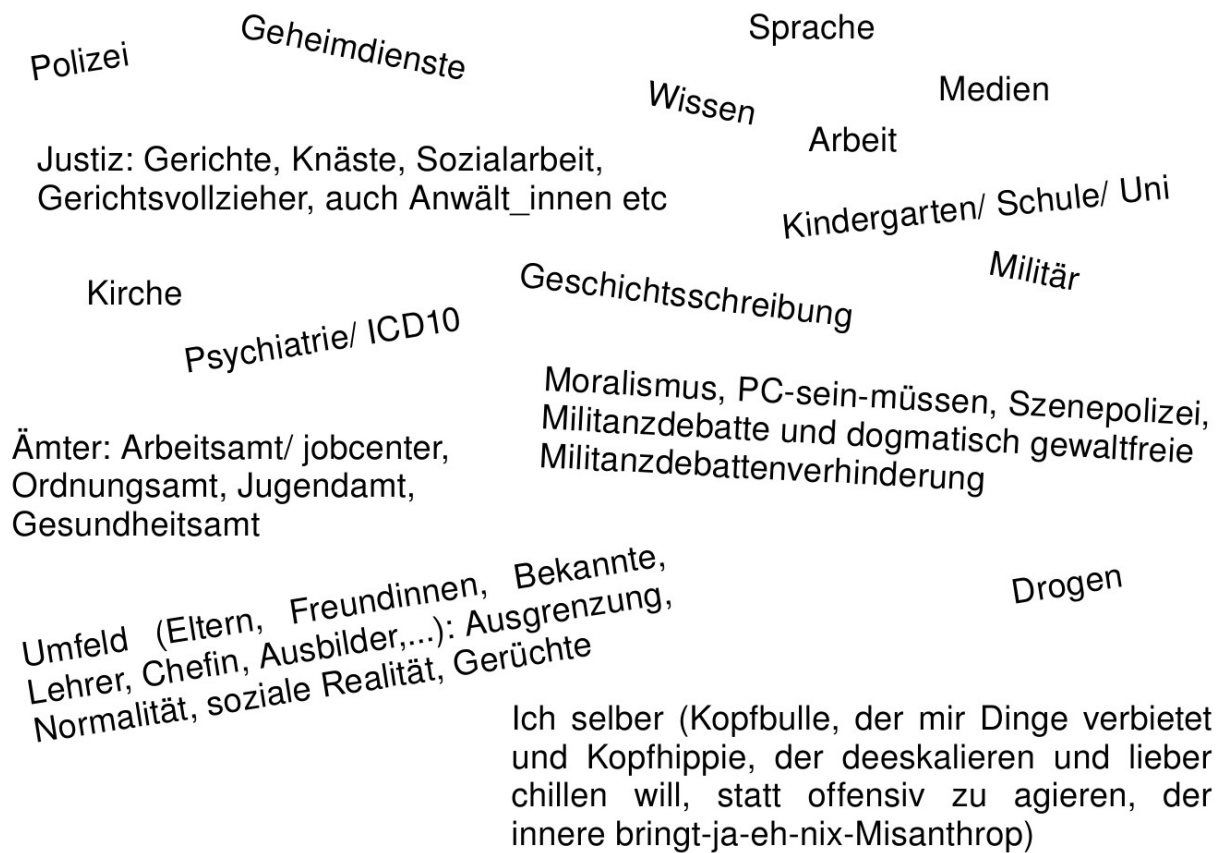 Polizei
Geheimdienste
Sprache
Wissen
Medien
Arbeit
Justiz: Gerichte, Knäste, Sozialarbeit,
Gerichtsvollzieher, auch Anwält_innen etc
Kindergarten/ Schule/ Uni
Kirche
Geschichtsschreibung
Militär
Psychiatrie/ ICD10
Moralismus, PC-sein-müssen, Szenepolizei,
Militanzdebatte und dogmatisch gewaltfreie
Militanzdebattenverhinderung
Ämter: Arbeitsamt/ jobcenter,
Ordnungsamt, Jugendamt,
Gesundheitsamt
Umfeld (Eltern, Freundinnen, Bekannte,
Lehrer, Chefin, Ausbilder,...): Ausgrenzung,
Normalität, soziale Realität, Gerüchte
Drogen
Ich selber (Kopfbulle, der mir Dinge verbietet
und Kopfhippie, der deeskalieren und lieber
chillen will, statt offensiv zu agieren, der
innere bringt-ja-eh-nix-Misanthrop)